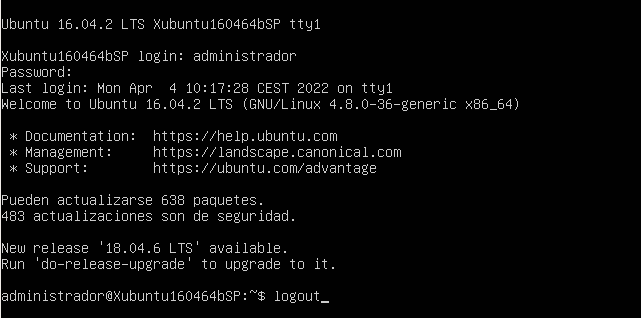 Ubuntu 16.04.2 LTS Xubuntu160464bSP tty1
Xubuntu160464bSP login: administrador
Password:
Last login: Mon Apr  4 10:17:28 CEST 2022 on tty1
Welcome to Ubuntu 16.04.2 LTS (GNU/Linux 4.8.0-36-generic x86_64)
* Documentation:  https://help.ubuntu.com
* Management:     https://landscape.canonical.com
* Support:        https://ubuntu.com/advantage
Pueden actualizarse 638 paquetes.
483 actualizaciones son de seguridad.
New release '18.04.6 LTS' available.
Run 'do-release-upgrade' to upgrade to it.
administrador@Xubuntu160464bSP:~$ logout_